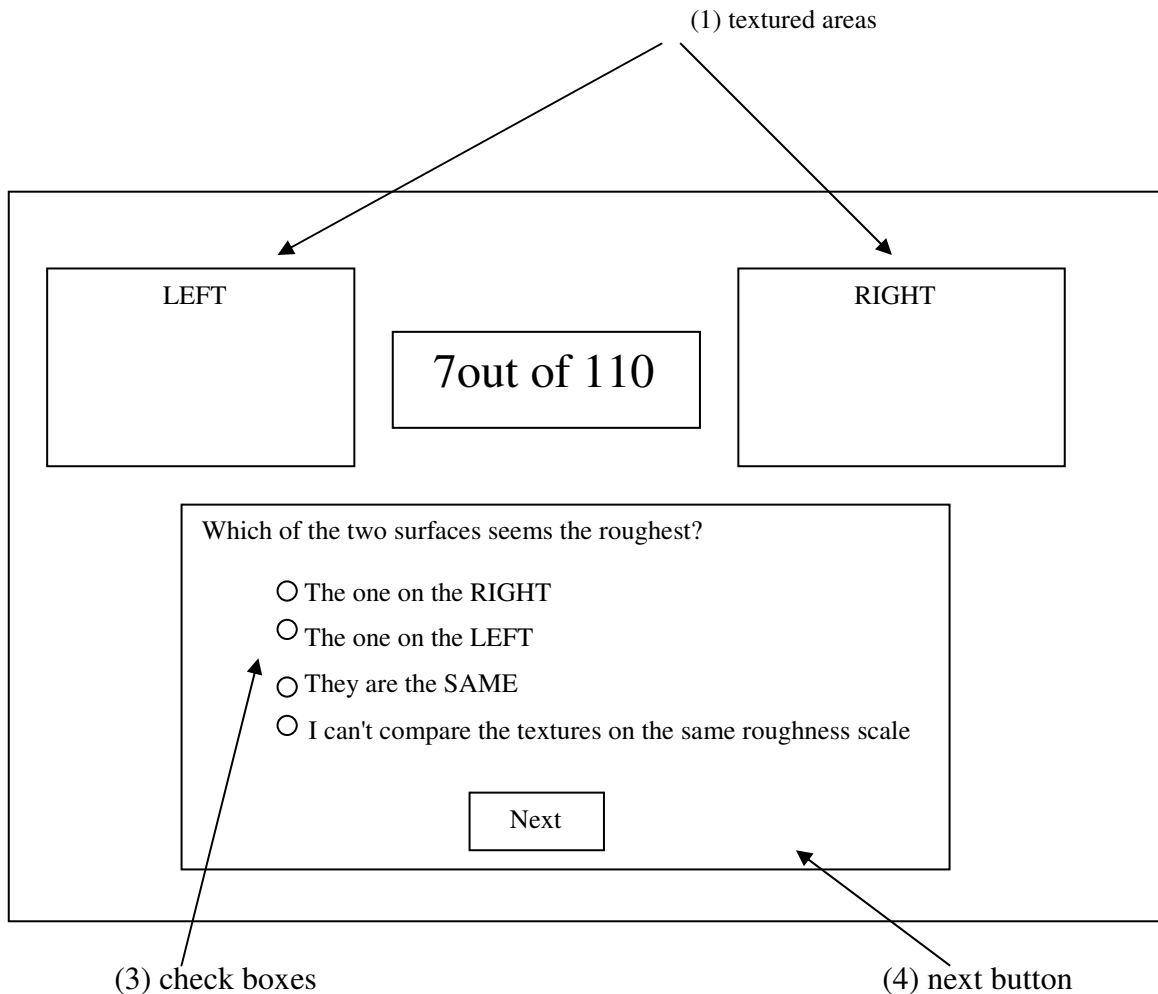 (1) textured areas
LEFT
RIGHT
7out of 110
Which of the two surfaces seems the roughest?
The one on the RIGHT
The one on the LEFT
They are the SAME
I can't compare the textures on the same roughness scale
Next
(3) check boxes
(4) next button